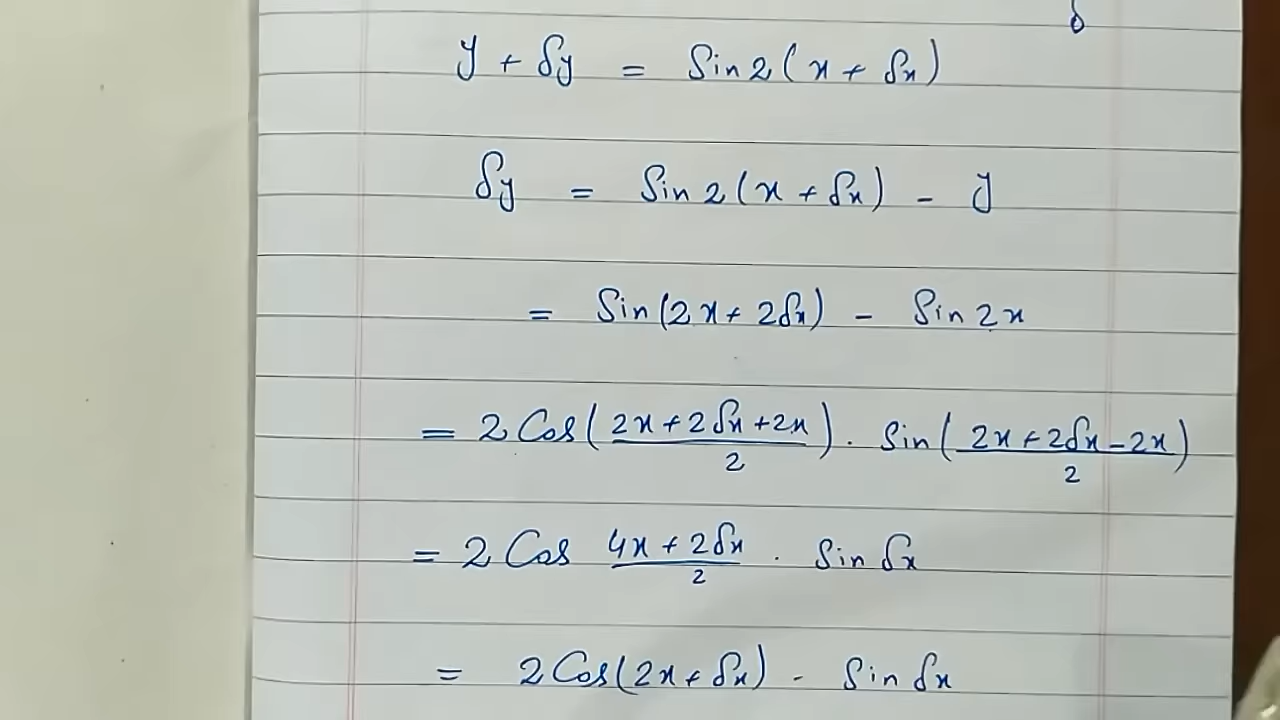 y + δy = Sin 2(x + δx)
δy = Sin 2(x + δx) - y
= Sin(2x + 2δx) - Sin 2x
= 2 Cos((2x + 2δx + 2x)/2) . Sin((2x + 2δx - 2x)/2)
= 2 Cos (4x + 2δx)/2 . Sin δx
= 2 Cos(2x + δx) - Sin δx